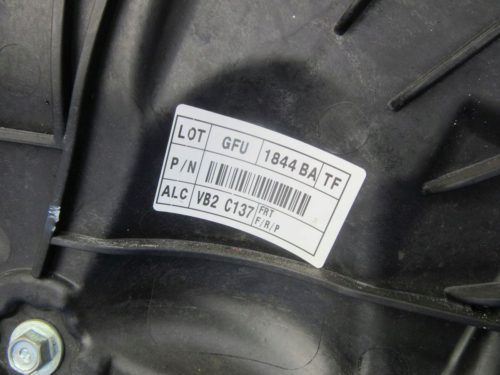 LOT GFU 1844 BA TF
P/N
ALC VB2 C137 FRT
F/R/P